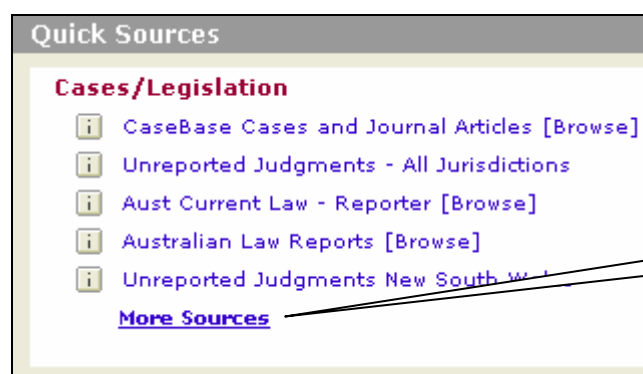 Quick Sources
Cases/Legislation
i CaseBase Cases and Journal Articles [Browse]
i Unreported Judgments - All Jurisdictions
i Aust Current Law - Reporter [Browse]
i Australian Law Reports [Browse]
i Unreported Judgments New South Wales
More Sources